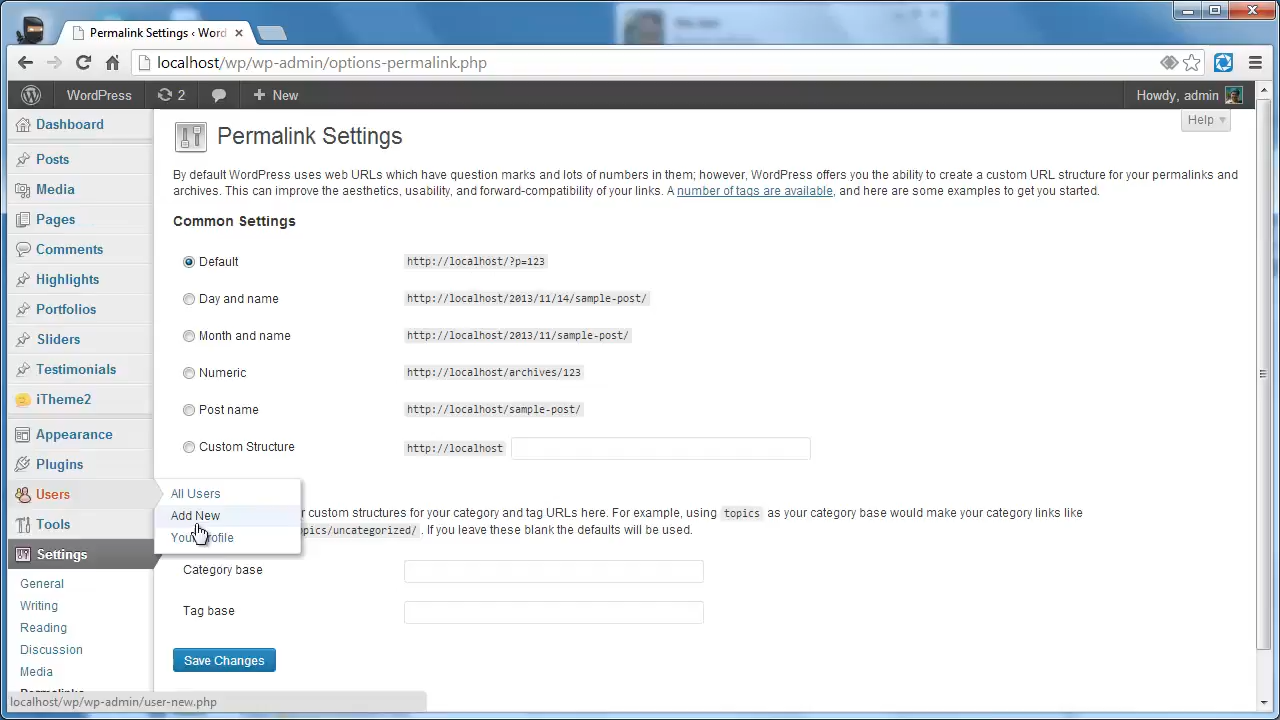 Permalink Settings ‹ Word
localhost/wp/wp-admin/options-permalink.php
WordPress
2
New
Howdy, admin
Help
Dashboard
Posts
Media
Pages
Comments
Highlights
Portfolios
Sliders
Testimonials
iTheme2
Appearance
Plugins
Users
Tools
Settings
General
Writing
Reading
Discussion
Media
Permalinks
All Users
Add New
Your Profile
Permalink Settings
By default WordPress uses web URLs which have question marks and lots of numbers in them; however, WordPress offers you the ability to create a custom URL structure for your permalinks and
archives. This can improve the aesthetics, usability, and forward-compatibility of your links. A number of tags are available, and here are some examples to get you started.
Common Settings
Default http://localhost/?p=123
Day and name http://localhost/2013/11/14/sample-post/
Month and name http://localhost/2013/11/sample-post/
Numeric http://localhost/archives/123
Post name http://localhost/sample-post/
Custom Structure http://localhost
r custom structures for your category and tag URLs here. For example, using topics as your category base would make your category links like
pics/uncategorized/ . If you leave these blank the defaults will be used.
Category base
Tag base
Save Changes
localhost/wp/wp-admin/user-new.php